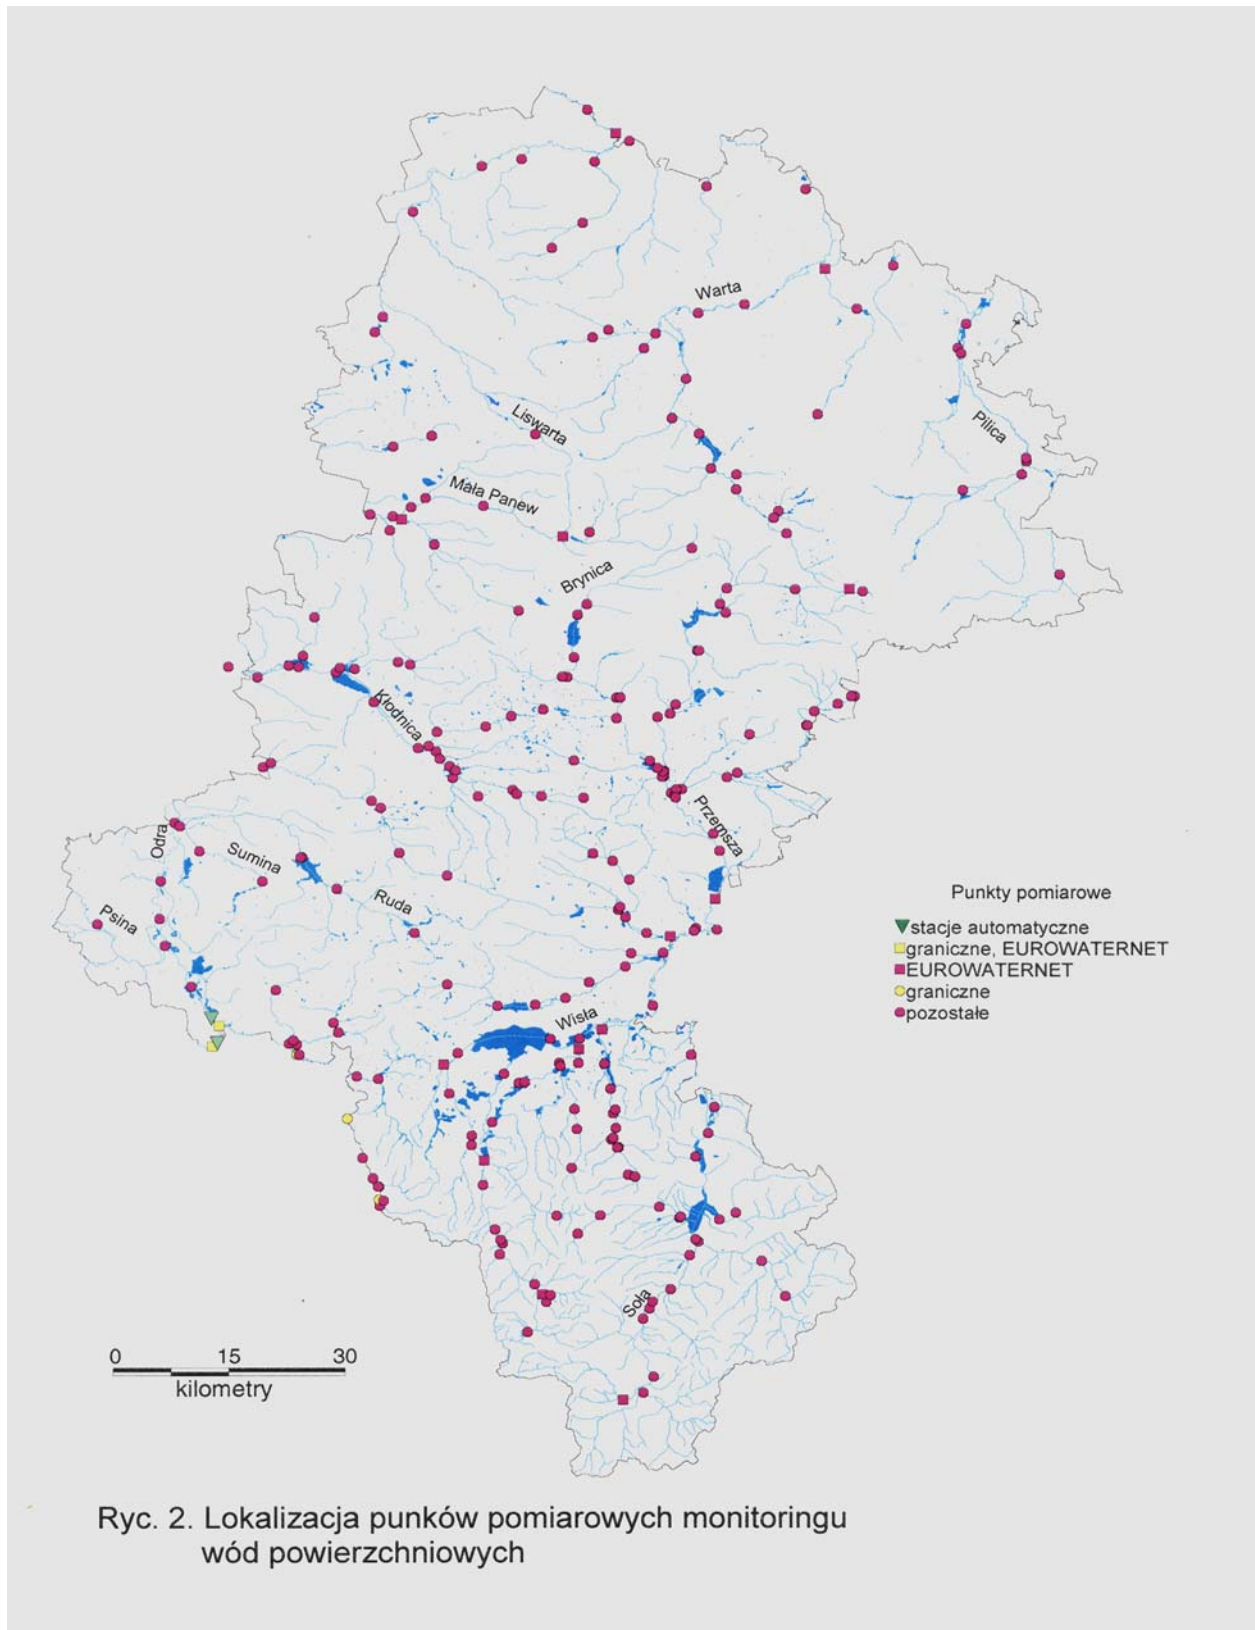 Warta
Liswarta
Pilica
Mała Panew
Brynica
Kłodnica
Przemsza
Odra
Sumina
Ruda
Psina
Punkty pomiarowe
stacje automatyczne
graniczne, EUROWATERNET
EUROWATERNET
graniczne
pozostałe
Wisła
Soła
0 15 30
kilometry
Ryc. 2. Lokalizacja punków pomiarowych monitoringu
wód powierzchniowych